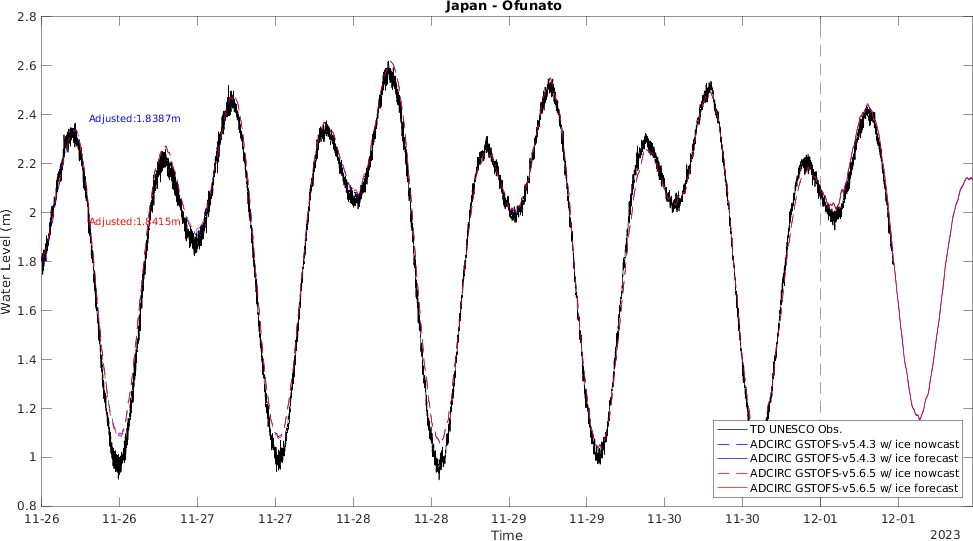 Japan - Ofunato
2.8
2.6
2.4
2.2
2
1.8
1.6
1.4
1.2
1
0.8
Water Level (m)
Adjusted:1.8387m
Adjusted:1.8415m
TD UNESCO Obs.
ADCIRC GSTOFS-v5.4.3 w/ ice nowcast
ADCIRC GSTOFS-v5.4.3 w/ ice forecast
ADCIRC GSTOFS-v5.6.5 w/ ice nowcast
ADCIRC GSTOFS-v5.6.5 w/ ice forecast
11-26 11-26 11-27 11-27 11-28 11-28 11-29 11-29 11-30 11-30 12-01 12-01
Time
2023